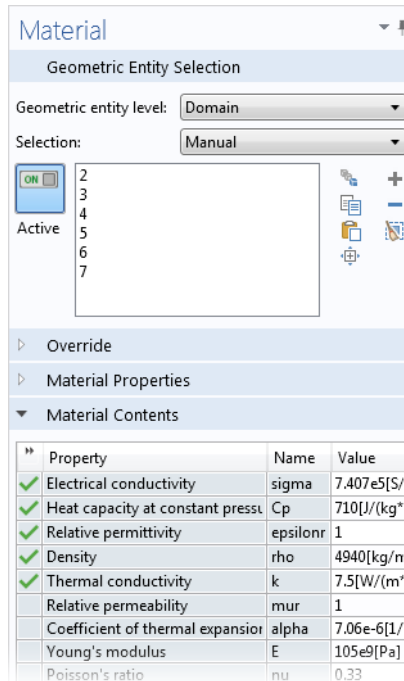 Material
Geometric Entity Selection
Geometric entity level: Domain
Selection: Manual
ON
Active
2
3
4
5
6
7
Override
Material Properties
Material Contents
Property Name Value
Electrical conductivity sigma 7.407e5[S/
Heat capacity at constant pressu Cp 710[J/(kg*
Relative permittivity epsilonr 1
Density rho 4940[kg/m
Thermal conductivity k 7.5[W/(m*
Relative permeability mur 1
Coefficient of thermal expansion alpha 7.06e-6[1/
Young's modulus E 105e9[Pa]
Poisson's ratio nu 0.33